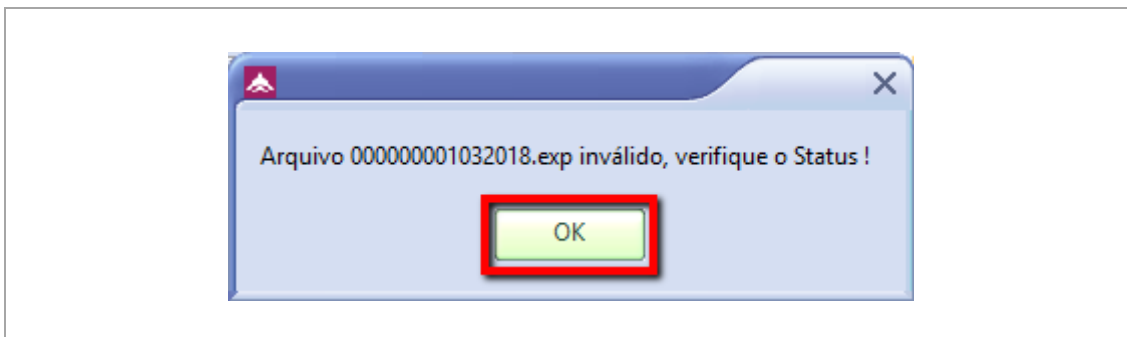 Arquivo 000000001032018.exp inválido, verifique o Status !
OK